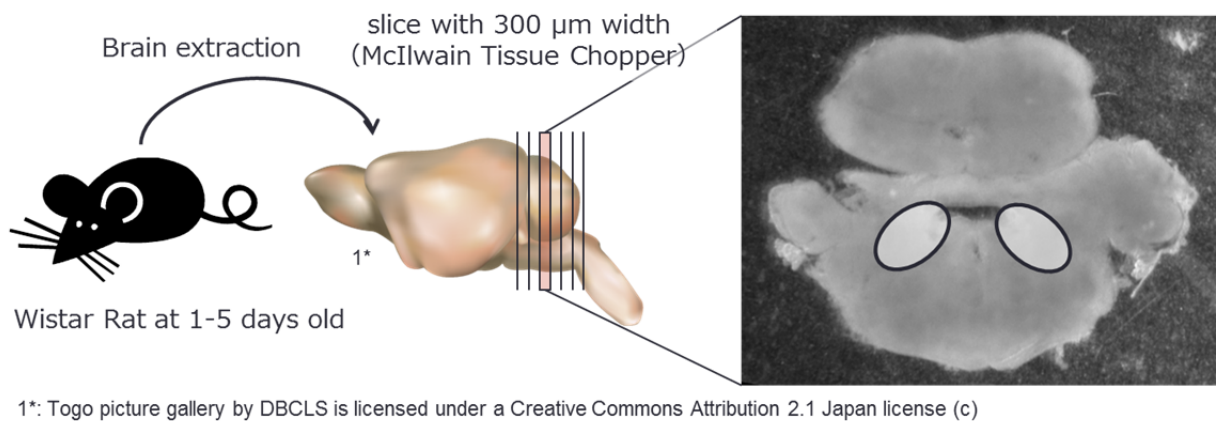 Brain extraction
slice with 300 μm width
(McIlwain Tissue Chopper)
1*
Wistar Rat at 1-5 days old
1*: Togo picture gallery by DBCLS is licensed under a Creative Commons Attribution 2.1 Japan license (c)